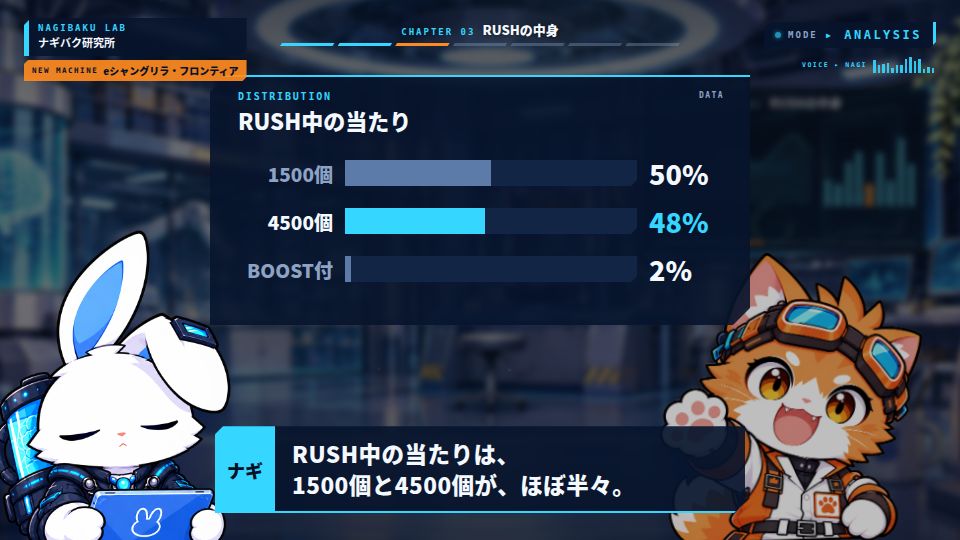 NAGIBAKU LAB
ナギバク研究所
NEW MACHINE eシャングリラ・フロンティア
CHAPTER 03 RUSHの中身
MODE ▸ ANALYSIS
VOICE · NAGI
DISTRIBUTION
DATA
RUSH中の当たり
1500個 50%
4500個 48%
BOOST付 2%
ナギ
RUSH中の当たりは、
1500個と4500個が、ほぼ半々。